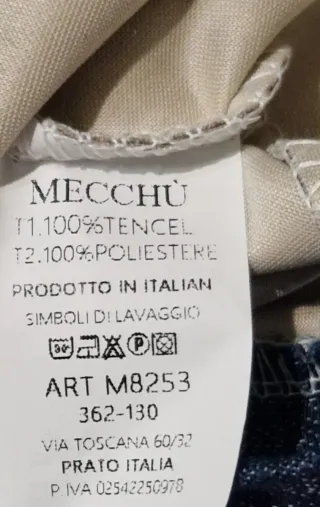 MECCHÙ
T1.100%TENCEL
T2.100%POLIESTERE
PRODOTTO IN ITALIAN
SIMBOLI DI LAVAGGIO
30°
P
ART M8253
362-130
VIA TOSCANA 60/32
PRATO ITALIA
P. IVA 02542250978